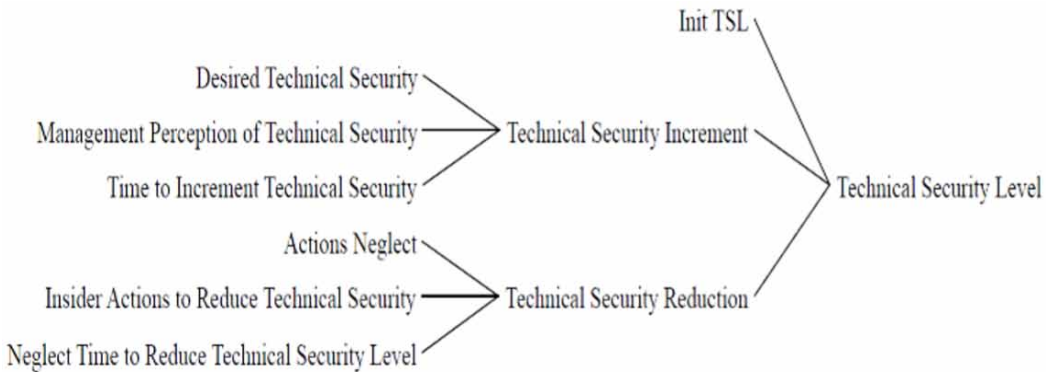 Init TSL
Desired Technical Security
Management Perception of Technical Security
Technical Security Increment
Time to Increment Technical Security
Technical Security Level
Actions Neglect
Insider Actions to Reduce Technical Security
Technical Security Reduction
Neglect Time to Reduce Technical Security Level